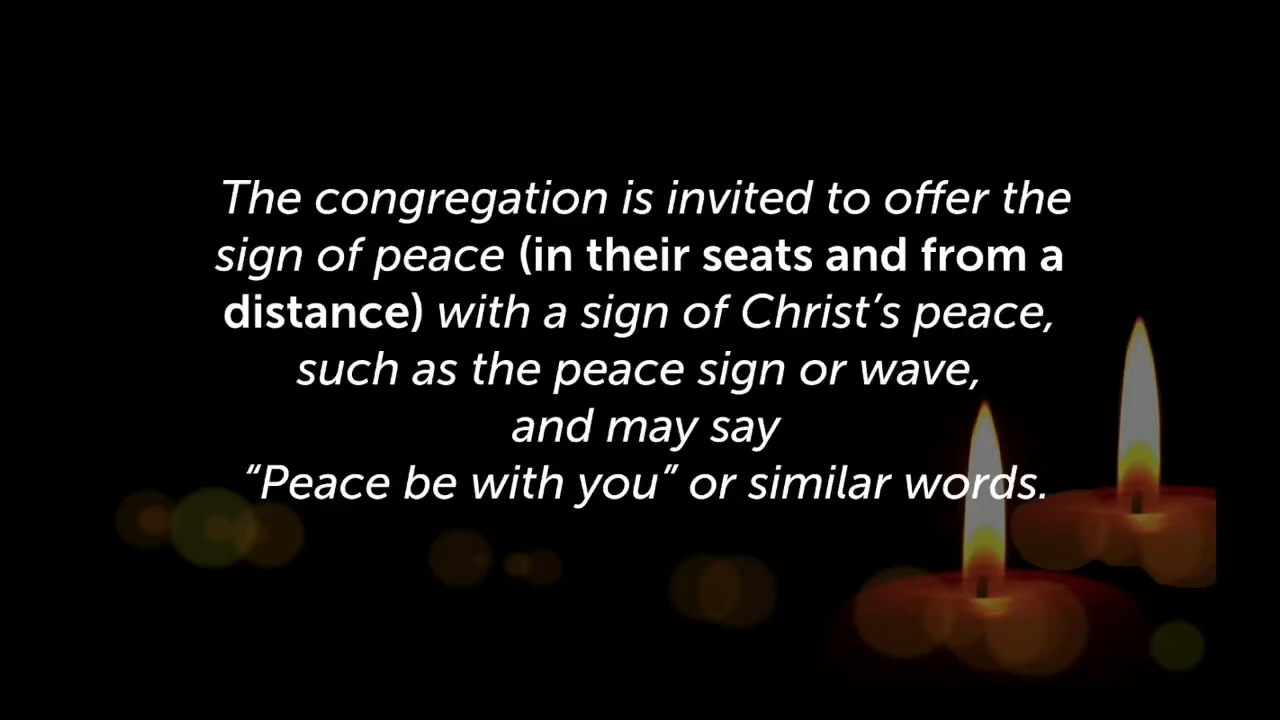 The congregation is invited to offer the
sign of peace (in their seats and from a
distance) with a sign of Christ’s peace,
such as the peace sign or wave,
and may say
“Peace be with you” or similar words.